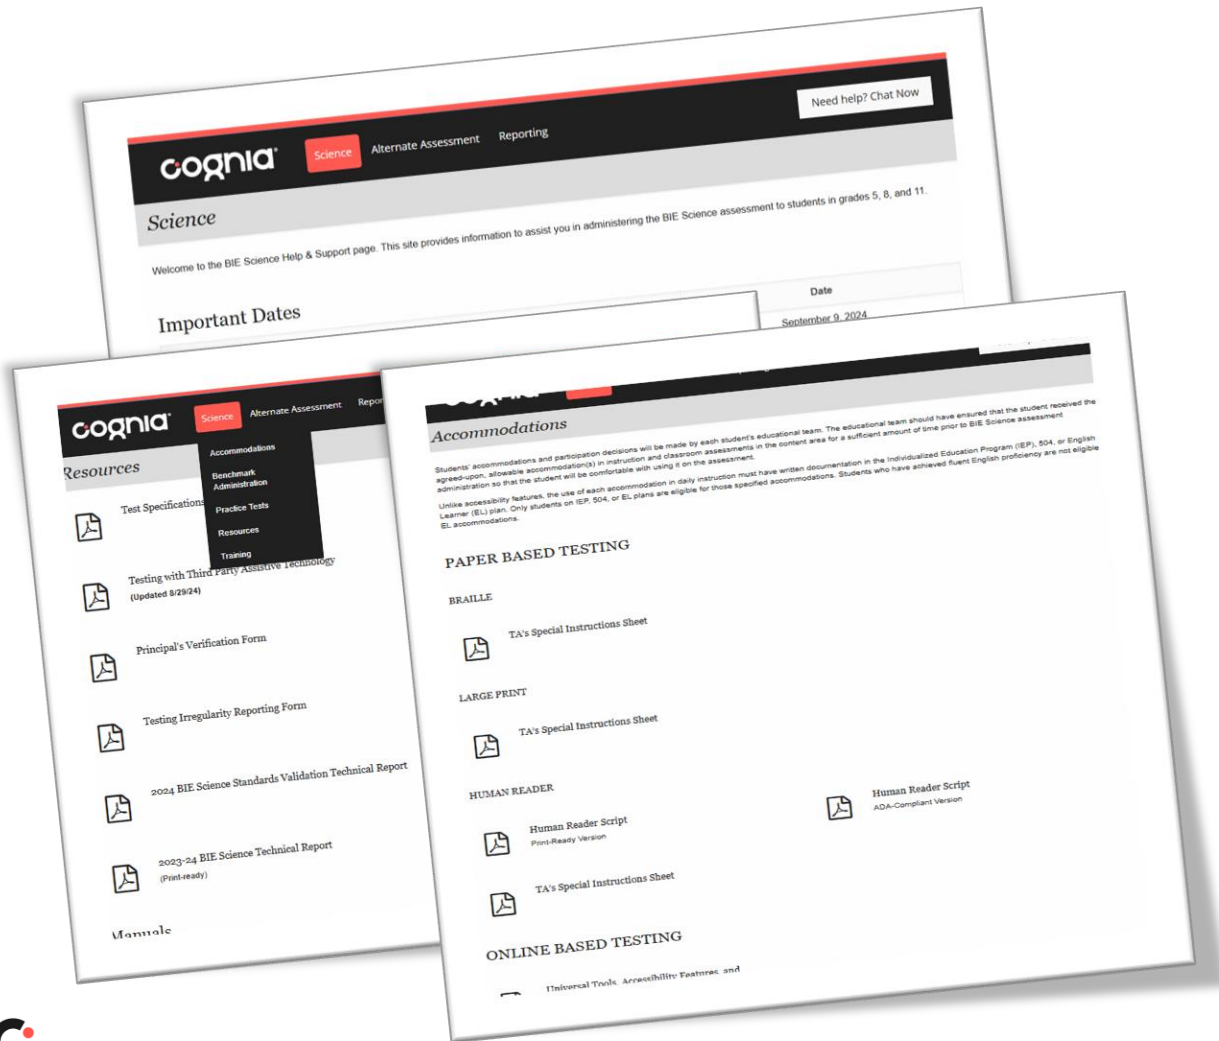 cognia
Science
Alternate Assessment
Reporting
Need help? Chat Now
Science
Welcome to the BIE Science Help & Support page. This site provides information to assist you in administering the BIE Science assessment to students in grades 5, 8, and 11.
Important Dates
Date
September 9, 2024
cognia
Science
Alternate Assessment
Accommodations
Benchmark
Administration
Practice Tests
Resources
Training
Resources
Test Specifications
Testing with Third Party Assistive Technology
(Updated 8/29/24)
Principal's Verification Form
Testing Irregularity Reporting Form
2024 BIE Science Standards Validation Technical Report
2023-24 BIE Science Technical Report
(Print-ready)
Manuals
Accommodations
Students' accommodations and participation decisions will be made by each student's educational team. The educational team should have ensured that the student received the
agreed-upon, allowable accommodation(s) in instruction and classroom assessments in the content area for a sufficient amount of time prior to BIE Science assessment
administration so that the student will be comfortable with using it on the assessment.
Unlike accessibility features, the use of each accommodation in daily instruction must have written documentation in the Individualized Education Program (IEP), 504, or English
Learner (EL) plan. Only students on IEP, 504, or EL plans are eligible for those specified accommodations. Students who have achieved fluent English proficiency are not eligible
EL accommodations.
PAPER BASED TESTING
BRAILLE
TA's Special Instructions Sheet
LARGE PRINT
TA's Special Instructions Sheet
HUMAN READER
Human Reader Script
Print-Ready Version
Human Reader Script
ADA-Compliant Version
TA's Special Instructions Sheet
ONLINE BASED TESTING
Universal Tools, Accessibility Features, and